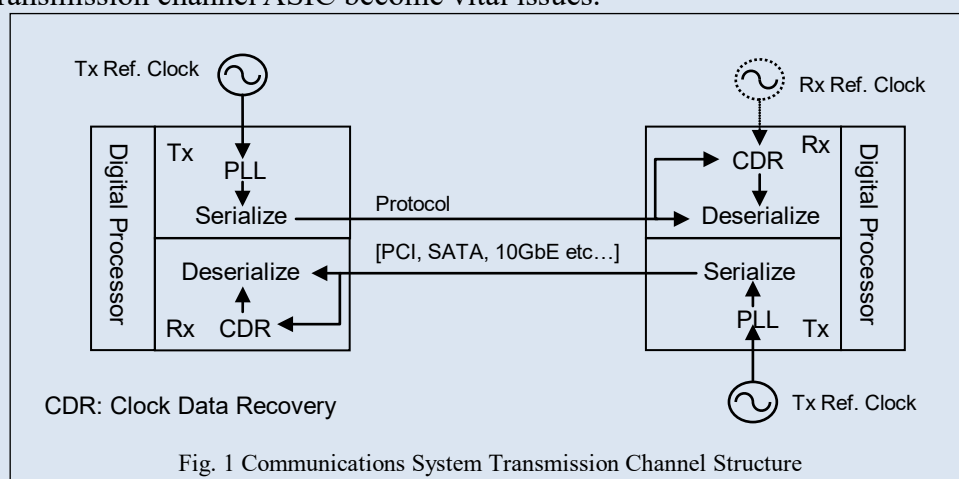 ransmission channel ASIC become vital issues.
Tx Ref. Clock
Rx Ref. Clock
Digital Processor
Tx
PLL
Serialize
Deserialize
Rx CDR
Protocol
[PCI, SATA, 10GbE etc…]
CDR
Rx
Deserialize
Serialize
PLL
Tx
Digital Processor
Tx Ref. Clock
CDR: Clock Data Recovery
Fig. 1 Communications System Transmission Channel Structure